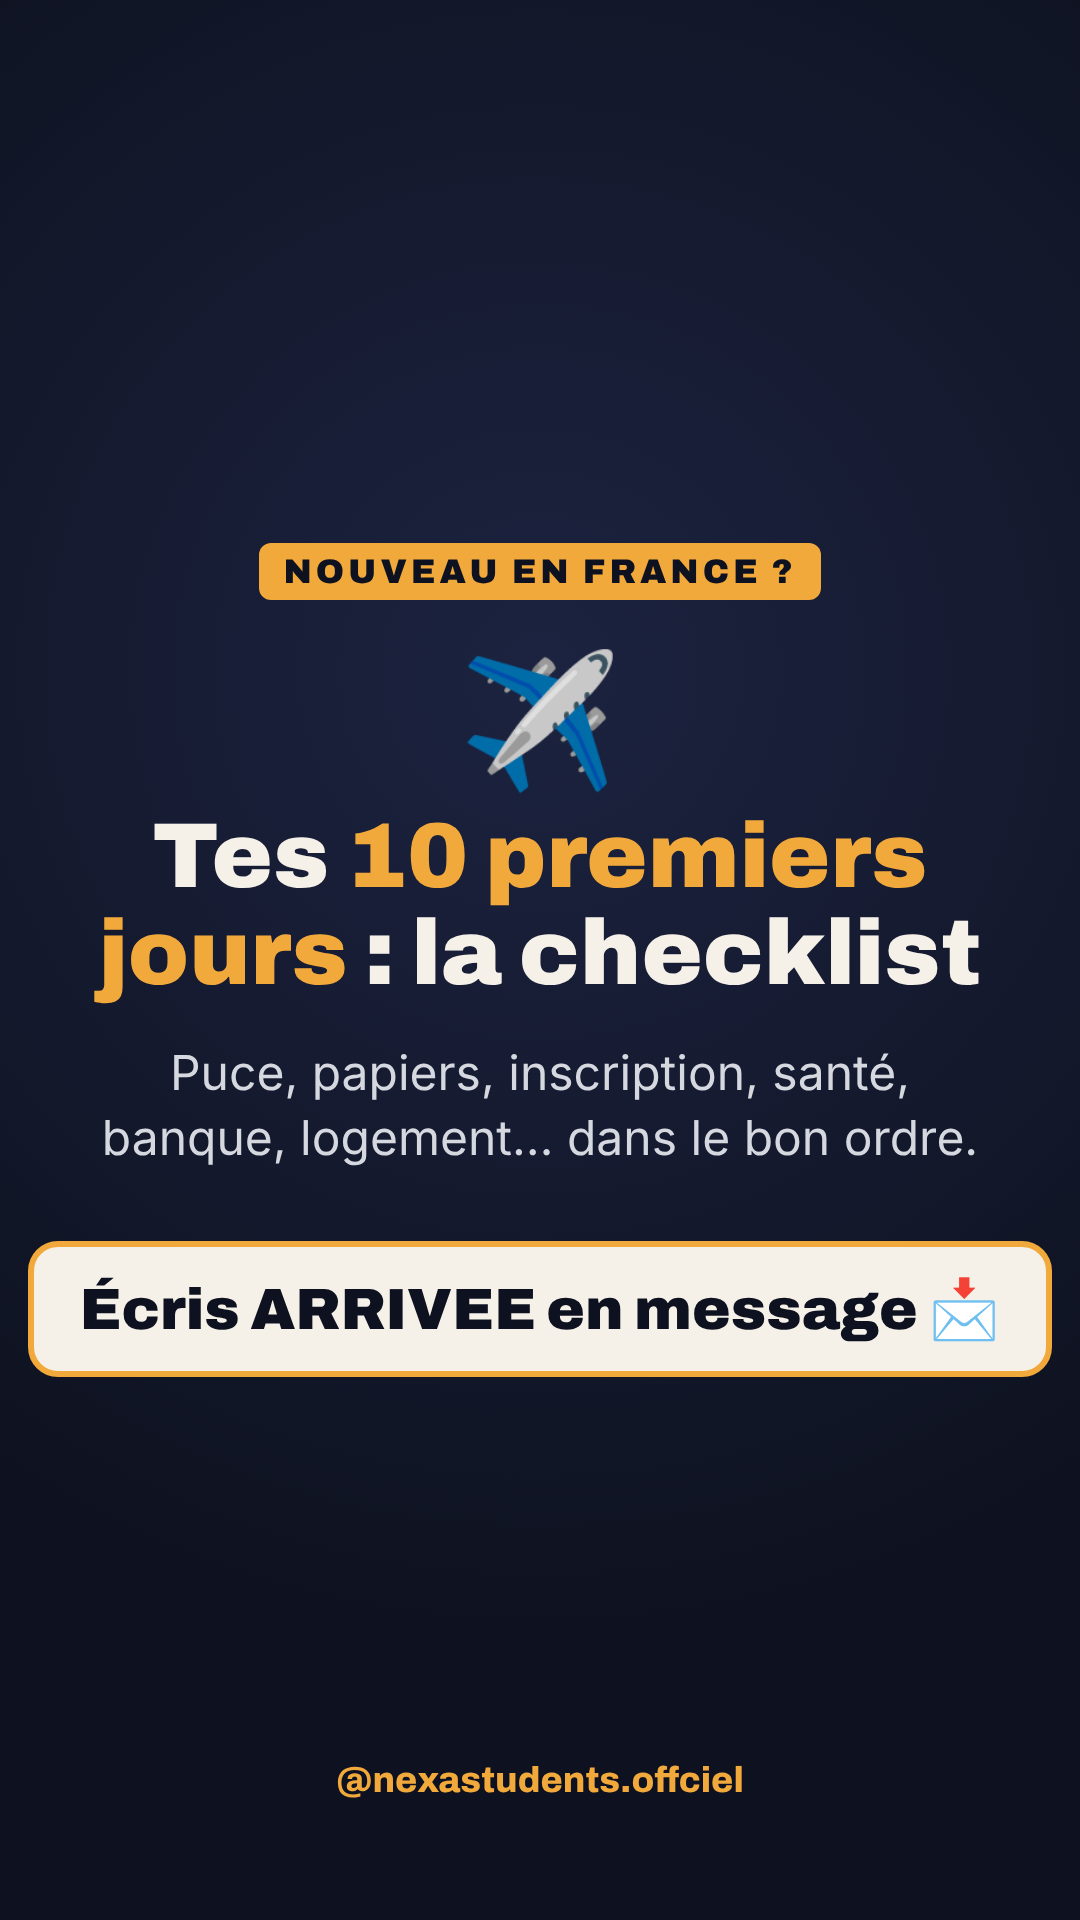 NOUVEAU EN FRANCE ?
Tes 10 premiers
jours : la checklist
Puce, papiers, inscription, santé,
banque, logement... dans le bon ordre.
Écris ARRIVEE en message
@nexastudents.offciel